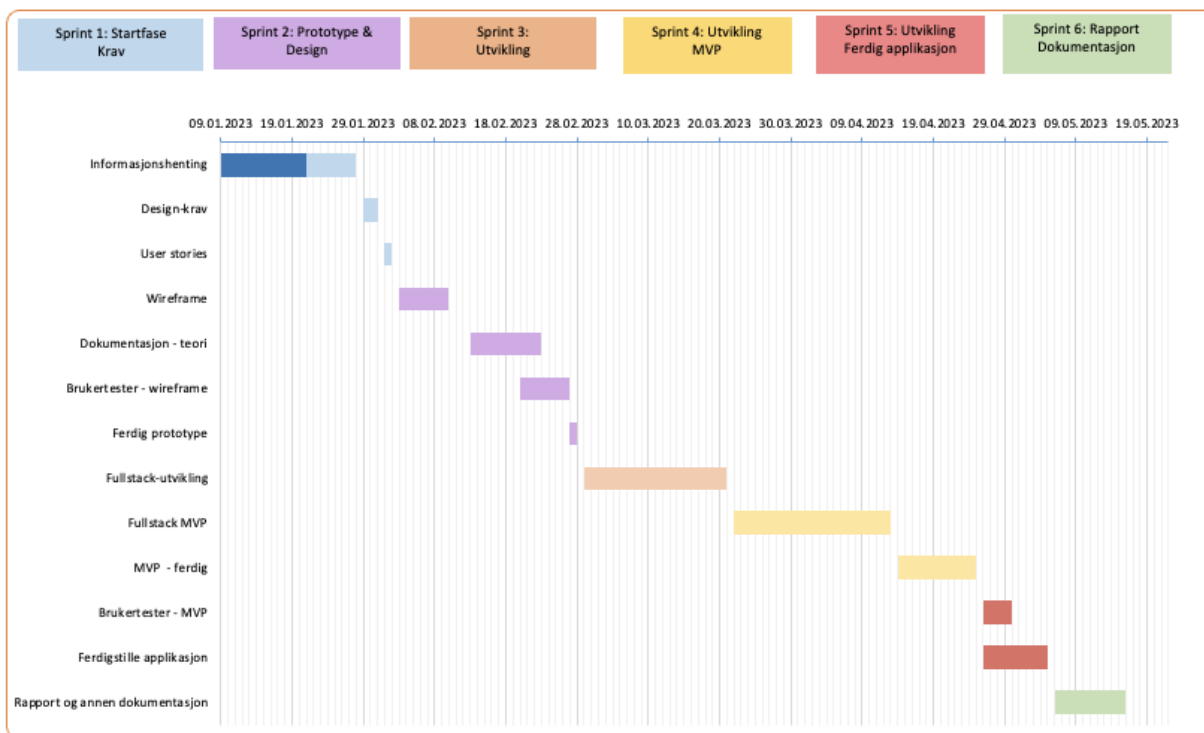 Sprint 1: Startfase
Krav
Sprint 2: Prototype &
Design
Sprint 3:
Utvikling
Sprint 4: Utvikling
MVP
Sprint 5: Utvikling
Ferdig applikasjon
Sprint 6: Rapport
Dokumentasjon
09.01.2023 19.01.2023 29.01.2023 08.02.2023 18.02.2023 28.02.2023 10.03.2023 20.03.2023 30.03.2023 09.04.2023 19.04.2023 29.04.2023 09.05.2023 19.05.2023
Informasjonshenting
Design-krav
User stories
Wireframe
Dokumentasjon - teori
Brukertester - wireframe
Ferdig prototype
Fullstack-utvikling
Fullstack MVP
MVP - ferdig
Brukertester - MVP
Ferdigstille applikasjon
Rapport og annen dokumentasjon